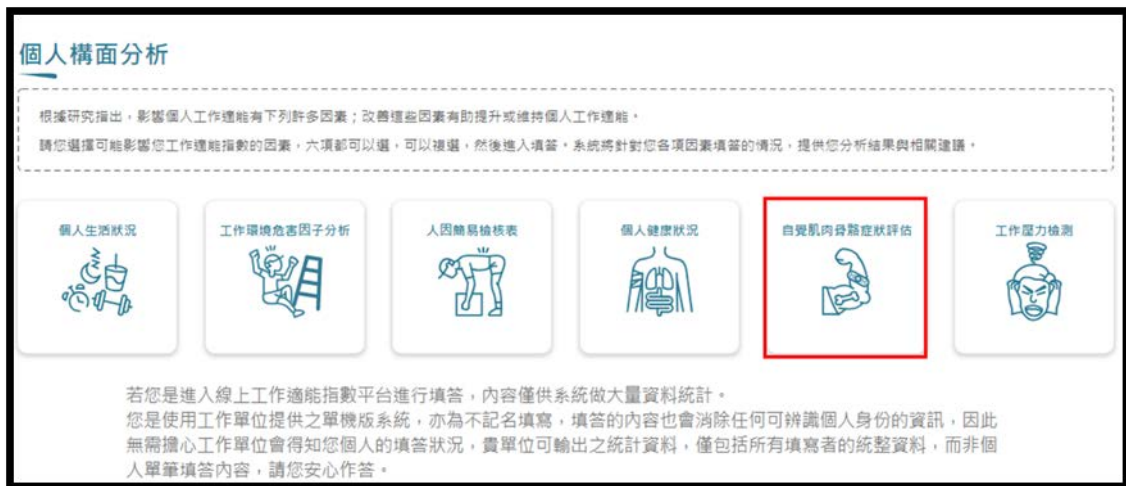 個人構面分析
根據研究指出，影響個人工作適能有下列許多因素；改善這些因素有助提升或維持個人工作適能。
請您選擇可能影響您工作適能指數的因素，六項都可以選，可以複選，然後進入填答。系統將針對您各項因素填答的情況，提供您分析結果與相關建議。
個人生活狀況
工作環境危害因子分析
人因簡易檢核表
個人健康狀況
自覺肌肉骨骼症狀評估
工作壓力檢測
若您是進入線上工作適能指數平台進行填答，內容僅供系統做大量資料統計。
您是使用工作單位提供之單機版系統，亦為不記名填寫，填答的內容也會消除任何可辨識個人身份的資訊，因此
無需擔心工作單位會得知您個人的填答狀況，貴單位可輸出之統計資料，僅包括所有填寫者的統整資料，而非個
人單筆填答內容，請您安心作答。